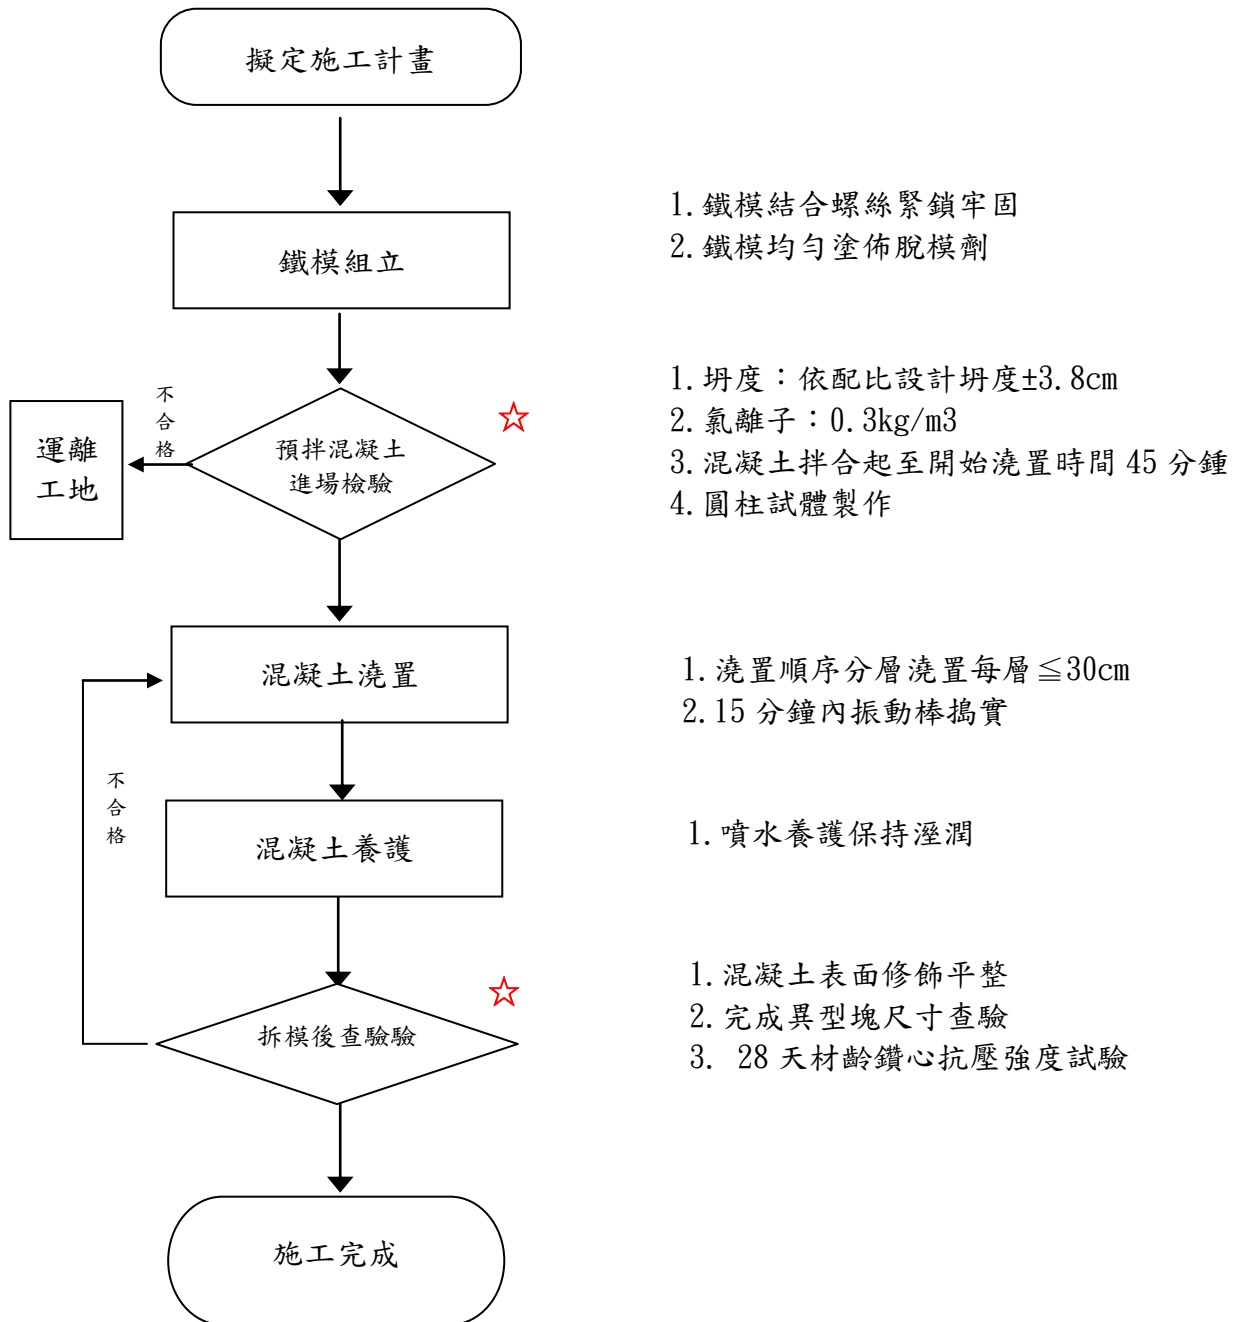 擬定施工計畫
鐵模組立
1.鐵模結合螺絲緊鎖牢固
2.鐵模均勻塗佈脫模劑
預拌混凝土
進場檢驗
不
合
格
運離
工地
1.坍度：依配比設計坍度±3.8cm
2.氯離子：0.3kg/m3
3.混凝土拌合起至開始澆置時間 45 分鍾
4.圓柱試體製作
混凝土澆置
1.澆置順序分層澆置每層≦30cm
2.15 分鐘內振動棒搗實
不
合
格
混凝土養護
1.噴水養護保持溼潤
拆模後查驗驗
1.混凝土表面修飾平整
2.完成異型塊尺寸查驗
3. 28 天材齡鑽心抗壓強度試驗
施工完成